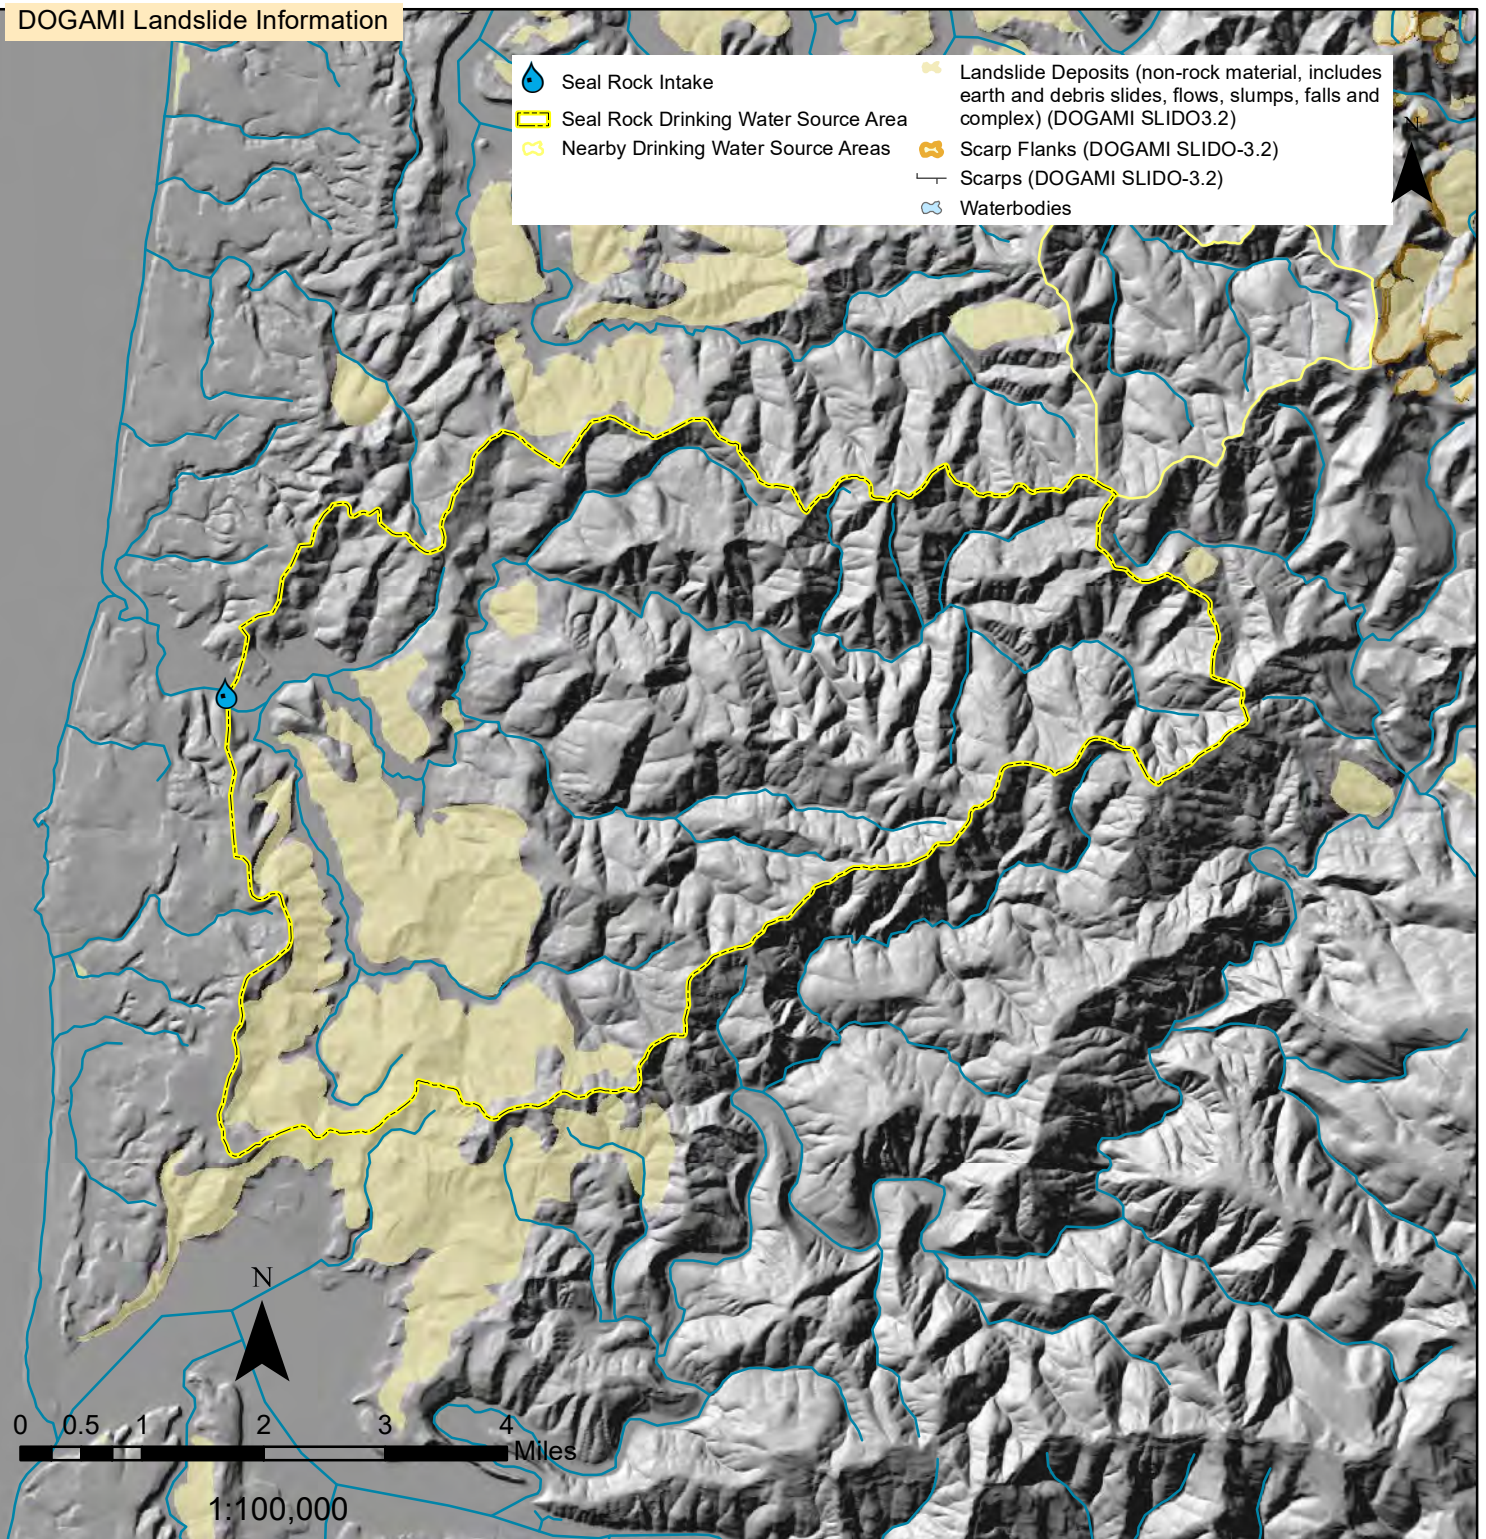 DOGAMI Landslide Information
Seal Rock Intake
Seal Rock Drinking Water Source Area
Nearby Drinking Water Source Areas
Landslide Deposits (non-rock material, includes
earth and debris slides, flows, slumps, falls and
complex) (DOGAMI SLIDO3.2)
Scarp Flanks (DOGAMI SLIDO-3.2)
Scarps (DOGAMI SLIDO-3.2)
Waterbodies
N
N
0 0.5 1 2 3 4
Miles
1:100,000